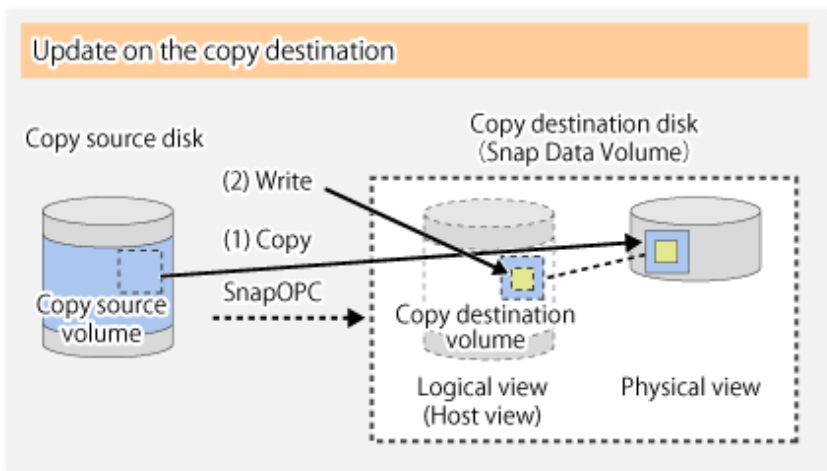 Update on the copy destination
Copy source disk
Copy destination disk
(Snap Data Volume)
(2) Write
(1) Copy
SnapOPC
Copy source
volume
Copy destination
volume
Logical view
(Host view)
Physical view